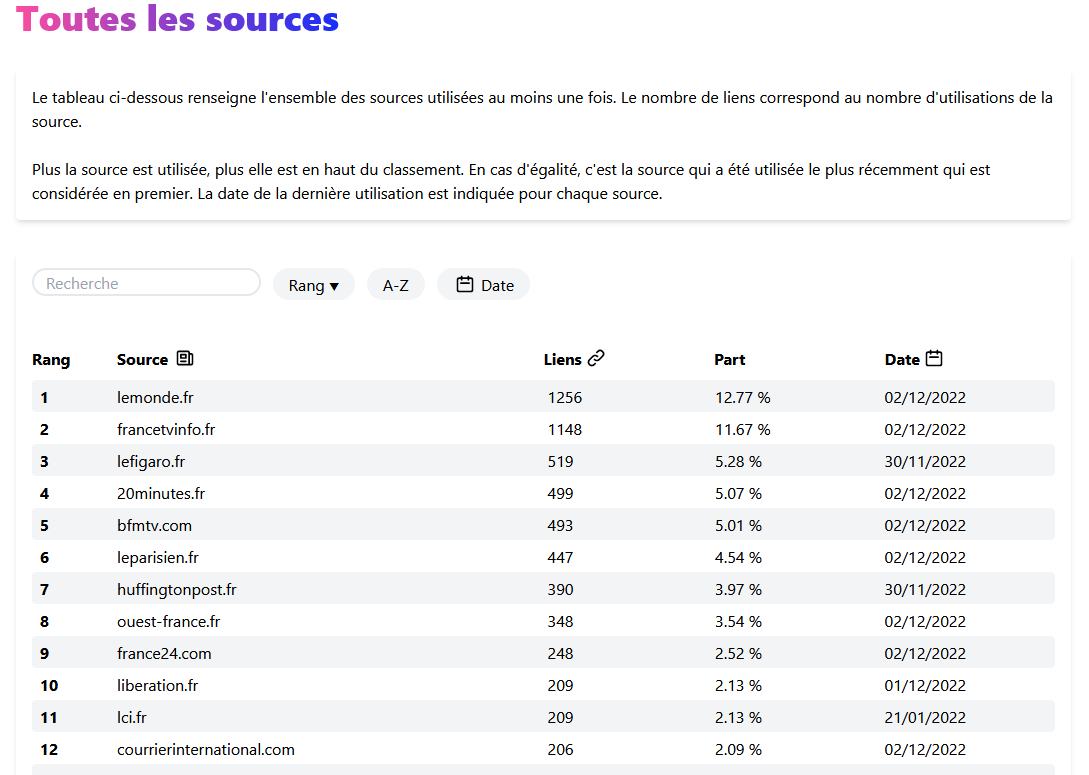 Toutes les sources
Le tableau ci-dessous renseigne l'ensemble des sources utilisées au moins une fois. Le nombre de liens correspond au nombre d'utilisations de la
source.
Plus la source est utilisée, plus elle est en haut du classement. En cas d'égalité, c'est la source qui a été utilisée le plus récemment qui est
considérée en premier. La date de la dernière utilisation est indiquée pour chaque source.
Recherche Rang ▼ A-Z Date
Rang Source Liens Part Date
1 lemonde.fr 1256 12.77 % 02/12/2022
2 francetvinfo.fr 1148 11.67 % 02/12/2022
3 lefigaro.fr 519 5.28 % 30/11/2022
4 20minutes.fr 499 5.07 % 02/12/2022
5 bfmtv.com 493 5.01 % 02/12/2022
6 leparisien.fr 447 4.54 % 02/12/2022
7 huffingtonpost.fr 390 3.97 % 30/11/2022
8 ouest-france.fr 348 3.54 % 02/12/2022
9 france24.com 248 2.52 % 02/12/2022
10 liberation.fr 209 2.13 % 01/12/2022
11 lci.fr 209 2.13 % 21/01/2022
12 courrierinternational.com 206 2.09 % 02/12/2022